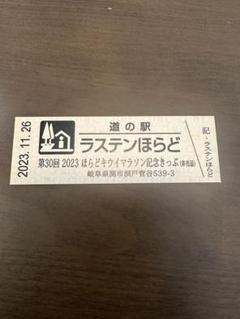 2023.11.26
道の駅
ラステンほらど
第30回 2023 ほらどキウイマラソン記念きっぷ(非売品)
岐阜県関市洞戸菅谷539-3
記・ラステンほらど